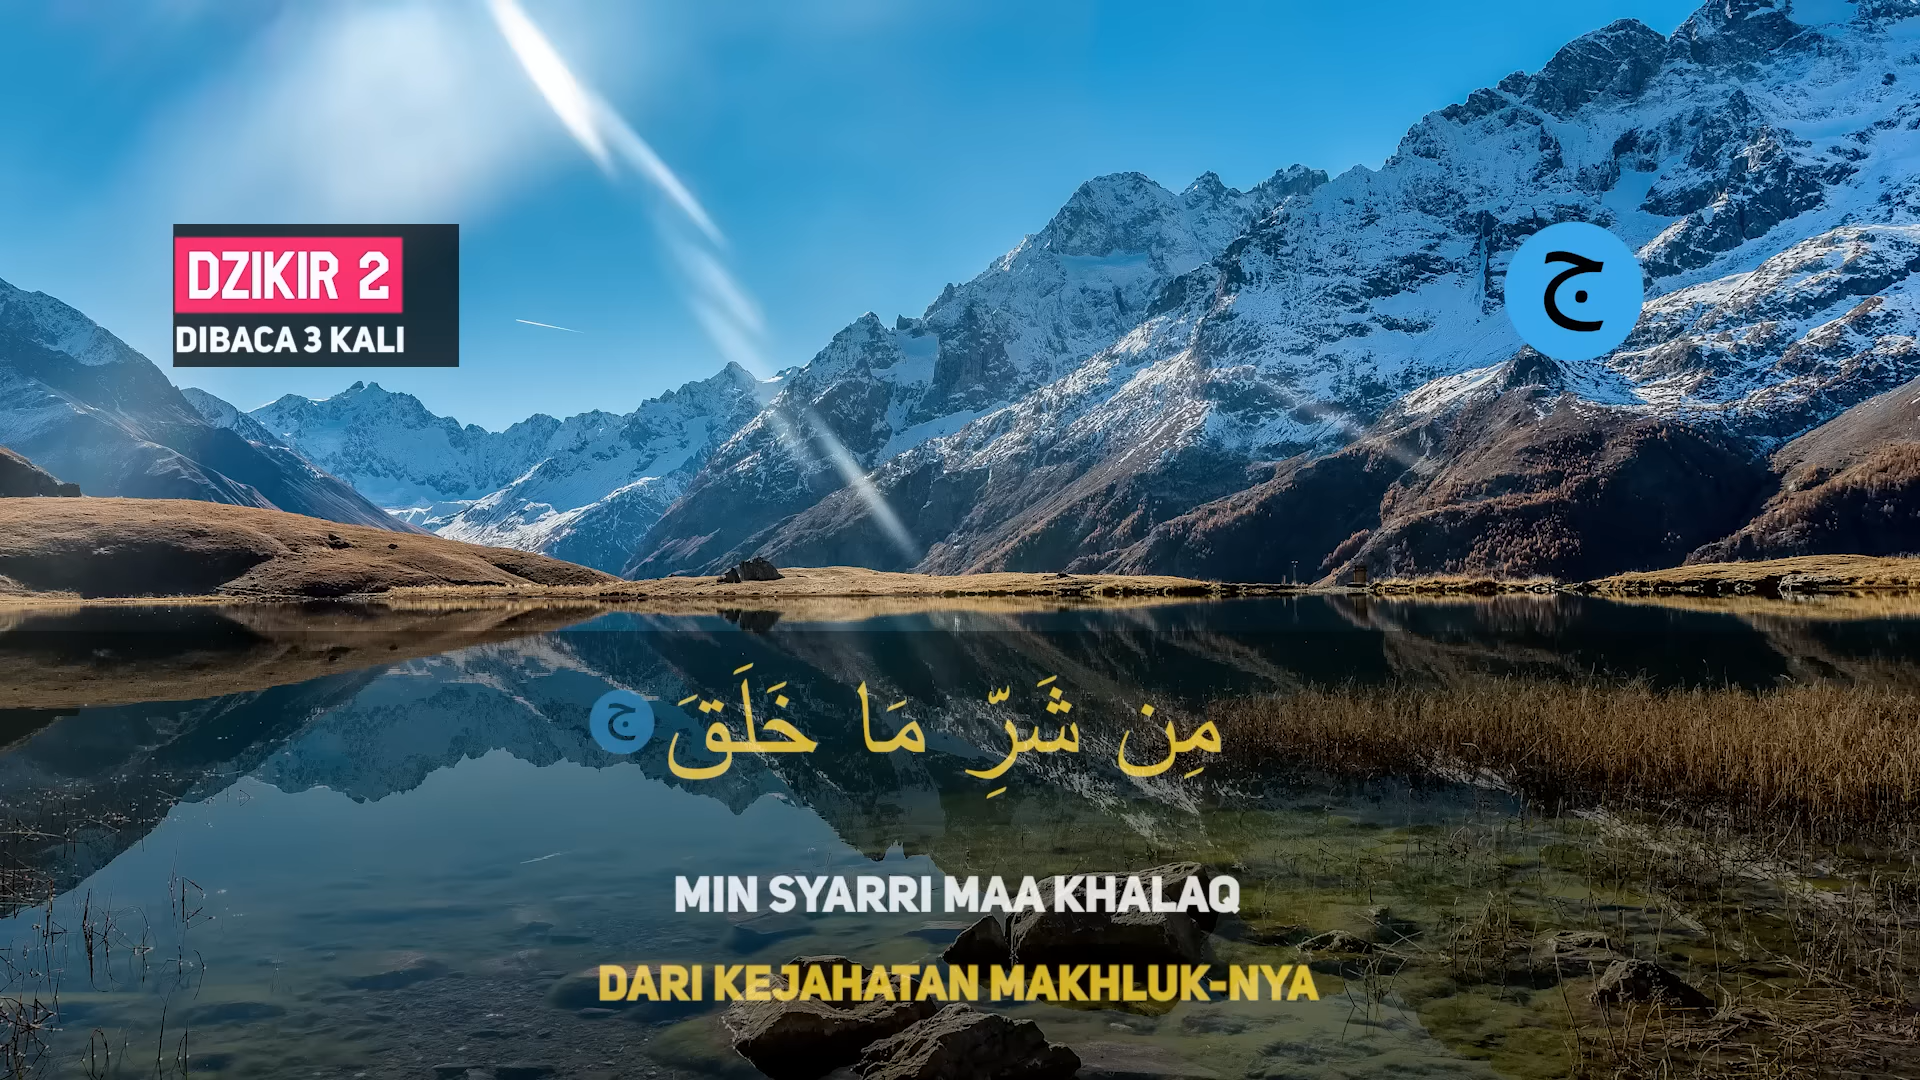 DZIKIR 2
DIBACA 3 KALI
ج
مِن شَرِّ مَا خَلَقَ ج
MIN SYARRI MAA KHALAQ
DARI KEJAHATAN MAKHLUK-NYA